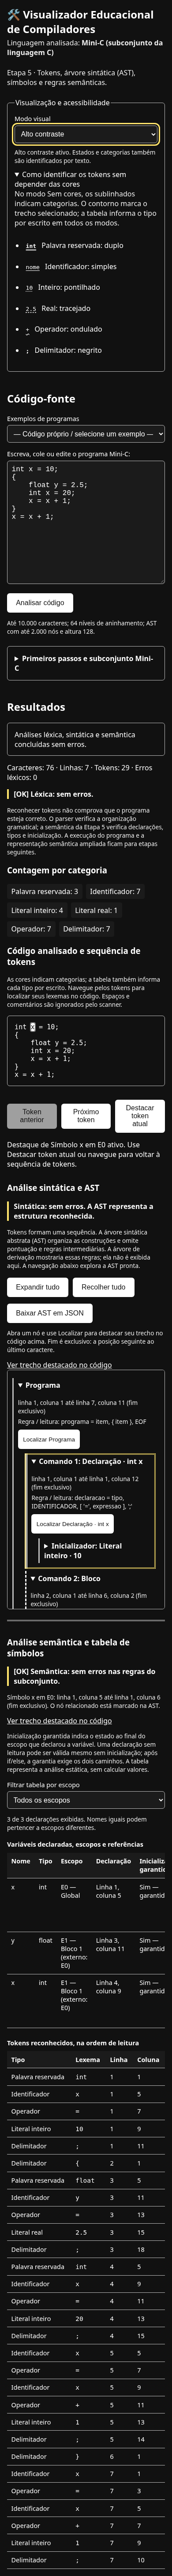 🛠️ Visualizador Educacional
de Compiladores
Linguagem analisada: Mini-C (subconjunto da
linguagem C)
Etapa 5 · Tokens, árvore sintática (AST),
símbolos e regras semânticas.
Visualização e acessibilidade
Modo visual
Alto contraste
Alto contraste ativo. Estados e categorias também
são identificados por texto.
▼ Como identificar os tokens sem
depender das cores
No modo Sem cores, os sublinhados
indicam categorias. O contorno marca o
trecho selecionado; a tabela informa o tipo
por escrito em todos os modos.
• int Palavra reservada: duplo
• nome Identificador: simples
• 10 Inteiro: pontilhado
• 2.5 Real: tracejado
• + Operador: ondulado
• ; Delimitador: negrito
Código-fonte
Exemplos de programas
— Código próprio / selecione um exemplo —
Escreva, cole ou edite o programa Mini-C:
int x = 10;
{
    float y = 2.5;
    int x = 20;
    x = x + 1;
}
x = x + 1;
Analisar código
Até 10.000 caracteres; 64 níveis de aninhamento; AST
com até 2.000 nós e altura 128.
▶ Primeiros passos e subconjunto Mini-
C
Resultados
Análises léxica, sintática e semântica
concluídas sem erros.
Caracteres: 76 · Linhas: 7 · Tokens: 29 · Erros
léxicos: 0
[OK] Léxica: sem erros.
Reconhecer tokens não comprova que o programa
esteja correto. O parser verifica a organização
gramatical; a semântica da Etapa 5 verifica declarações,
tipos e inicialização. A execução do programa e a
representação semântica ampliada ficam para etapas
seguintes.
Contagem por categoria
Palavra reservada: 3
Identificador: 7
Literal inteiro: 4
Literal real: 1
Operador: 7
Delimitador: 7
Código analisado e sequência de
tokens
As cores indicam categorias; a tabela também informa
cada tipo por escrito. Navegue pelos tokens para
localizar seus lexemas no código. Espaços e
comentários são ignorados pelo scanner.
int x = 10;
{
    float y = 2.5;
    int x = 20;
    x = x + 1;
}
x = x + 1;
Token
anterior
Próximo
token
Destacar
token
atual
Destaque de Símbolo x em E0 ativo. Use
Destacar token atual ou navegue para voltar à
sequência de tokens.
Análise sintática e AST
Sintática: sem erros. A AST representa a
estrutura reconhecida.
Tokens formam uma sequência. A árvore sintática
abstrata (AST) organiza as construções e omite
pontuação e regras intermediárias. A árvore de
derivação mostraria essas regras; ela não é exibida
aqui. A navegação abaixo explora a AST pronta.
Expandir tudo
Recolher tudo
Baixar AST em JSON
Abra um nó e use Localizar para destacar seu trecho no
código acima. Fim é exclusivo: a posição seguinte ao
último caractere.
Ver trecho destacado no código
▼ Programa
linha 1, coluna 1 até linha 7, coluna 11 (fim
exclusivo)
Regra / leitura: programa = item, { item }, EOF
Localizar Programa
▼ Comando 1: Declaração · int x
linha 1, coluna 1 até linha 1, coluna 12
(fim exclusivo)
Regra / leitura: declaracao = tipo,
IDENTIFICADOR, [ '=', expressao ], ';'
Localizar Declaração · int x
▶ Inicializador: Literal
inteiro · 10
▼ Comando 2: Bloco
linha 2, coluna 1 até linha 6, coluna 2 (fim
exclusivo)
Análise semântica e tabela de
símbolos
[OK] Semântica: sem erros nas regras do
subconjunto.
Símbolo x em E0: linha 1, coluna 5 até linha 1, coluna 6
(fim exclusivo). O nó relacionado está marcado na AST.
Ver trecho destacado no código
Inicialização garantida indica o estado ao final do
escopo que declarou a variável. Uma declaração sem
leitura pode ser válida mesmo sem inicialização; após
if/else, a garantia exige os dois caminhos. A tabela
representa a análise estática, sem calcular valores.
Filtrar tabela por escopo
Todos os escopos
3 de 3 declarações exibidas. Nomes iguais podem
pertencer a escopos diferentes.
Variáveis declaradas, escopos e referências
Nome Tipo Escopo Declaração
x int E0 — Global Linha 1, coluna 5 Sim —
y float E1 — Bloco 1 (externo: E0) Linha 3, coluna 11 Sim —
x int E1 — Bloco 1 (externo: E0) Linha 4, coluna 9 Sim —
Tokens reconhecidos, na ordem de leitura
Tipo Lexema Linha Coluna
Palavra reservada int 1 1
Identificador x 1 5
Operador = 1 7
Literal inteiro 10 1 9
Delimitador ; 1 11
Delimitador { 2 1
Palavra reservada float 3 5
Identificador y 3 11
Operador = 3 13
Literal real 2.5 3 15
Delimitador ; 3 18
Palavra reservada int 4 5
Identificador x 4 9
Operador = 4 11
Literal inteiro 20 4 13
Delimitador ; 4 15
Identificador x 5 5
Operador = 5 7
Identificador x 5 9
Operador + 5 11
Literal inteiro 1 5 13
Delimitador ; 5 14
Delimitador } 6 1
Identificador x 7 1
Operador = 7 3
Identificador x 7 5
Operador + 7 7
Literal inteiro 1 7 9
Delimitador ; 7 10